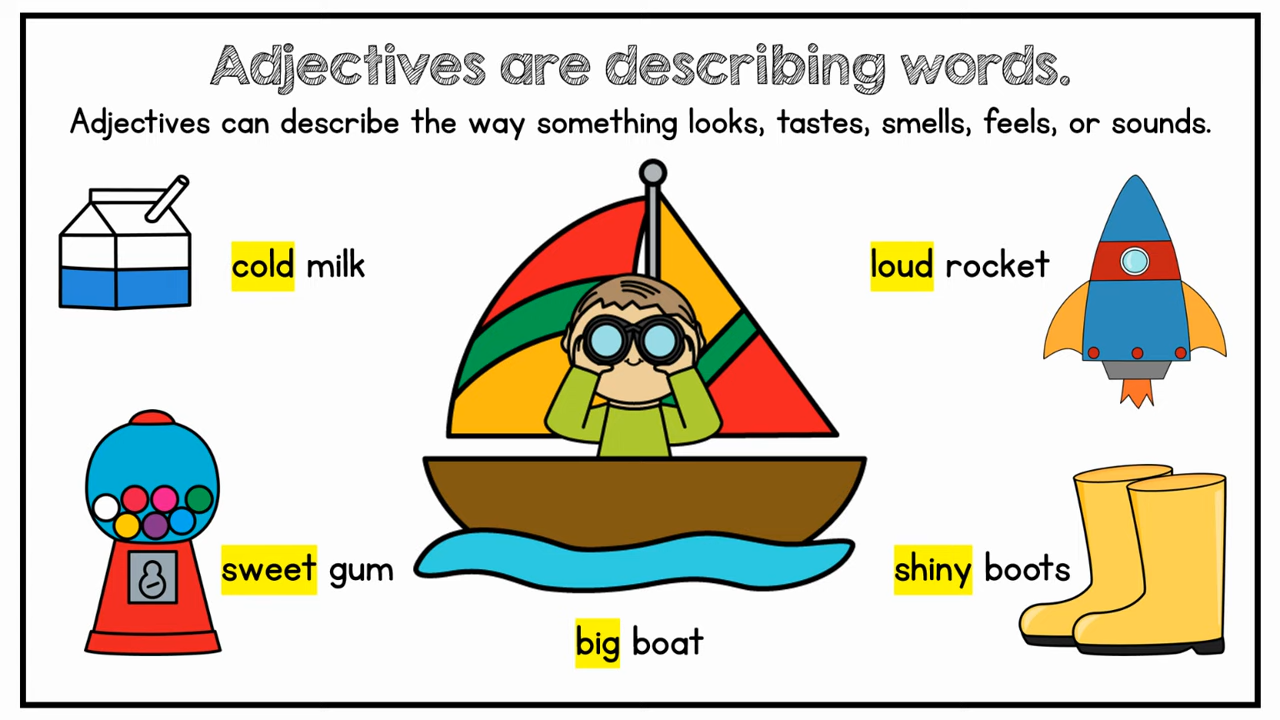 Adjectives are describing words.
Adjectives can describe the way something looks, tastes, smells, feels, or sounds.
cold milk
loud rocket
sweet gum
shiny boots
big boat